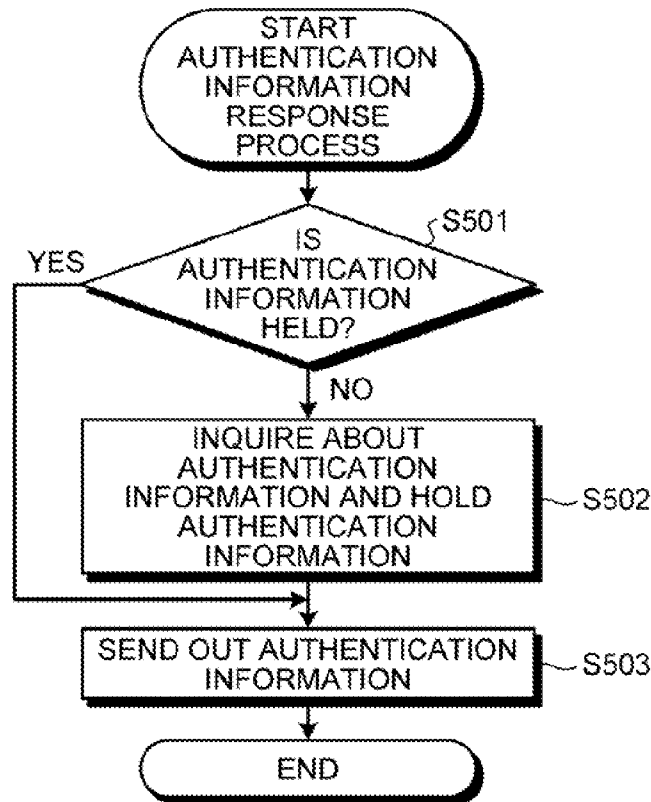 START
AUTHENTICATION
INFORMATION
RESPONSE
PROCESS
S501
YES
IS
AUTHENTICATION
INFORMATION
HELD?
NO
INQUIRE ABOUT
AUTHENTICATION
INFORMATION AND HOLD
AUTHENTICATION
INFORMATION
S502
SEND OUT AUTHENTICATION
INFORMATION
S503
END